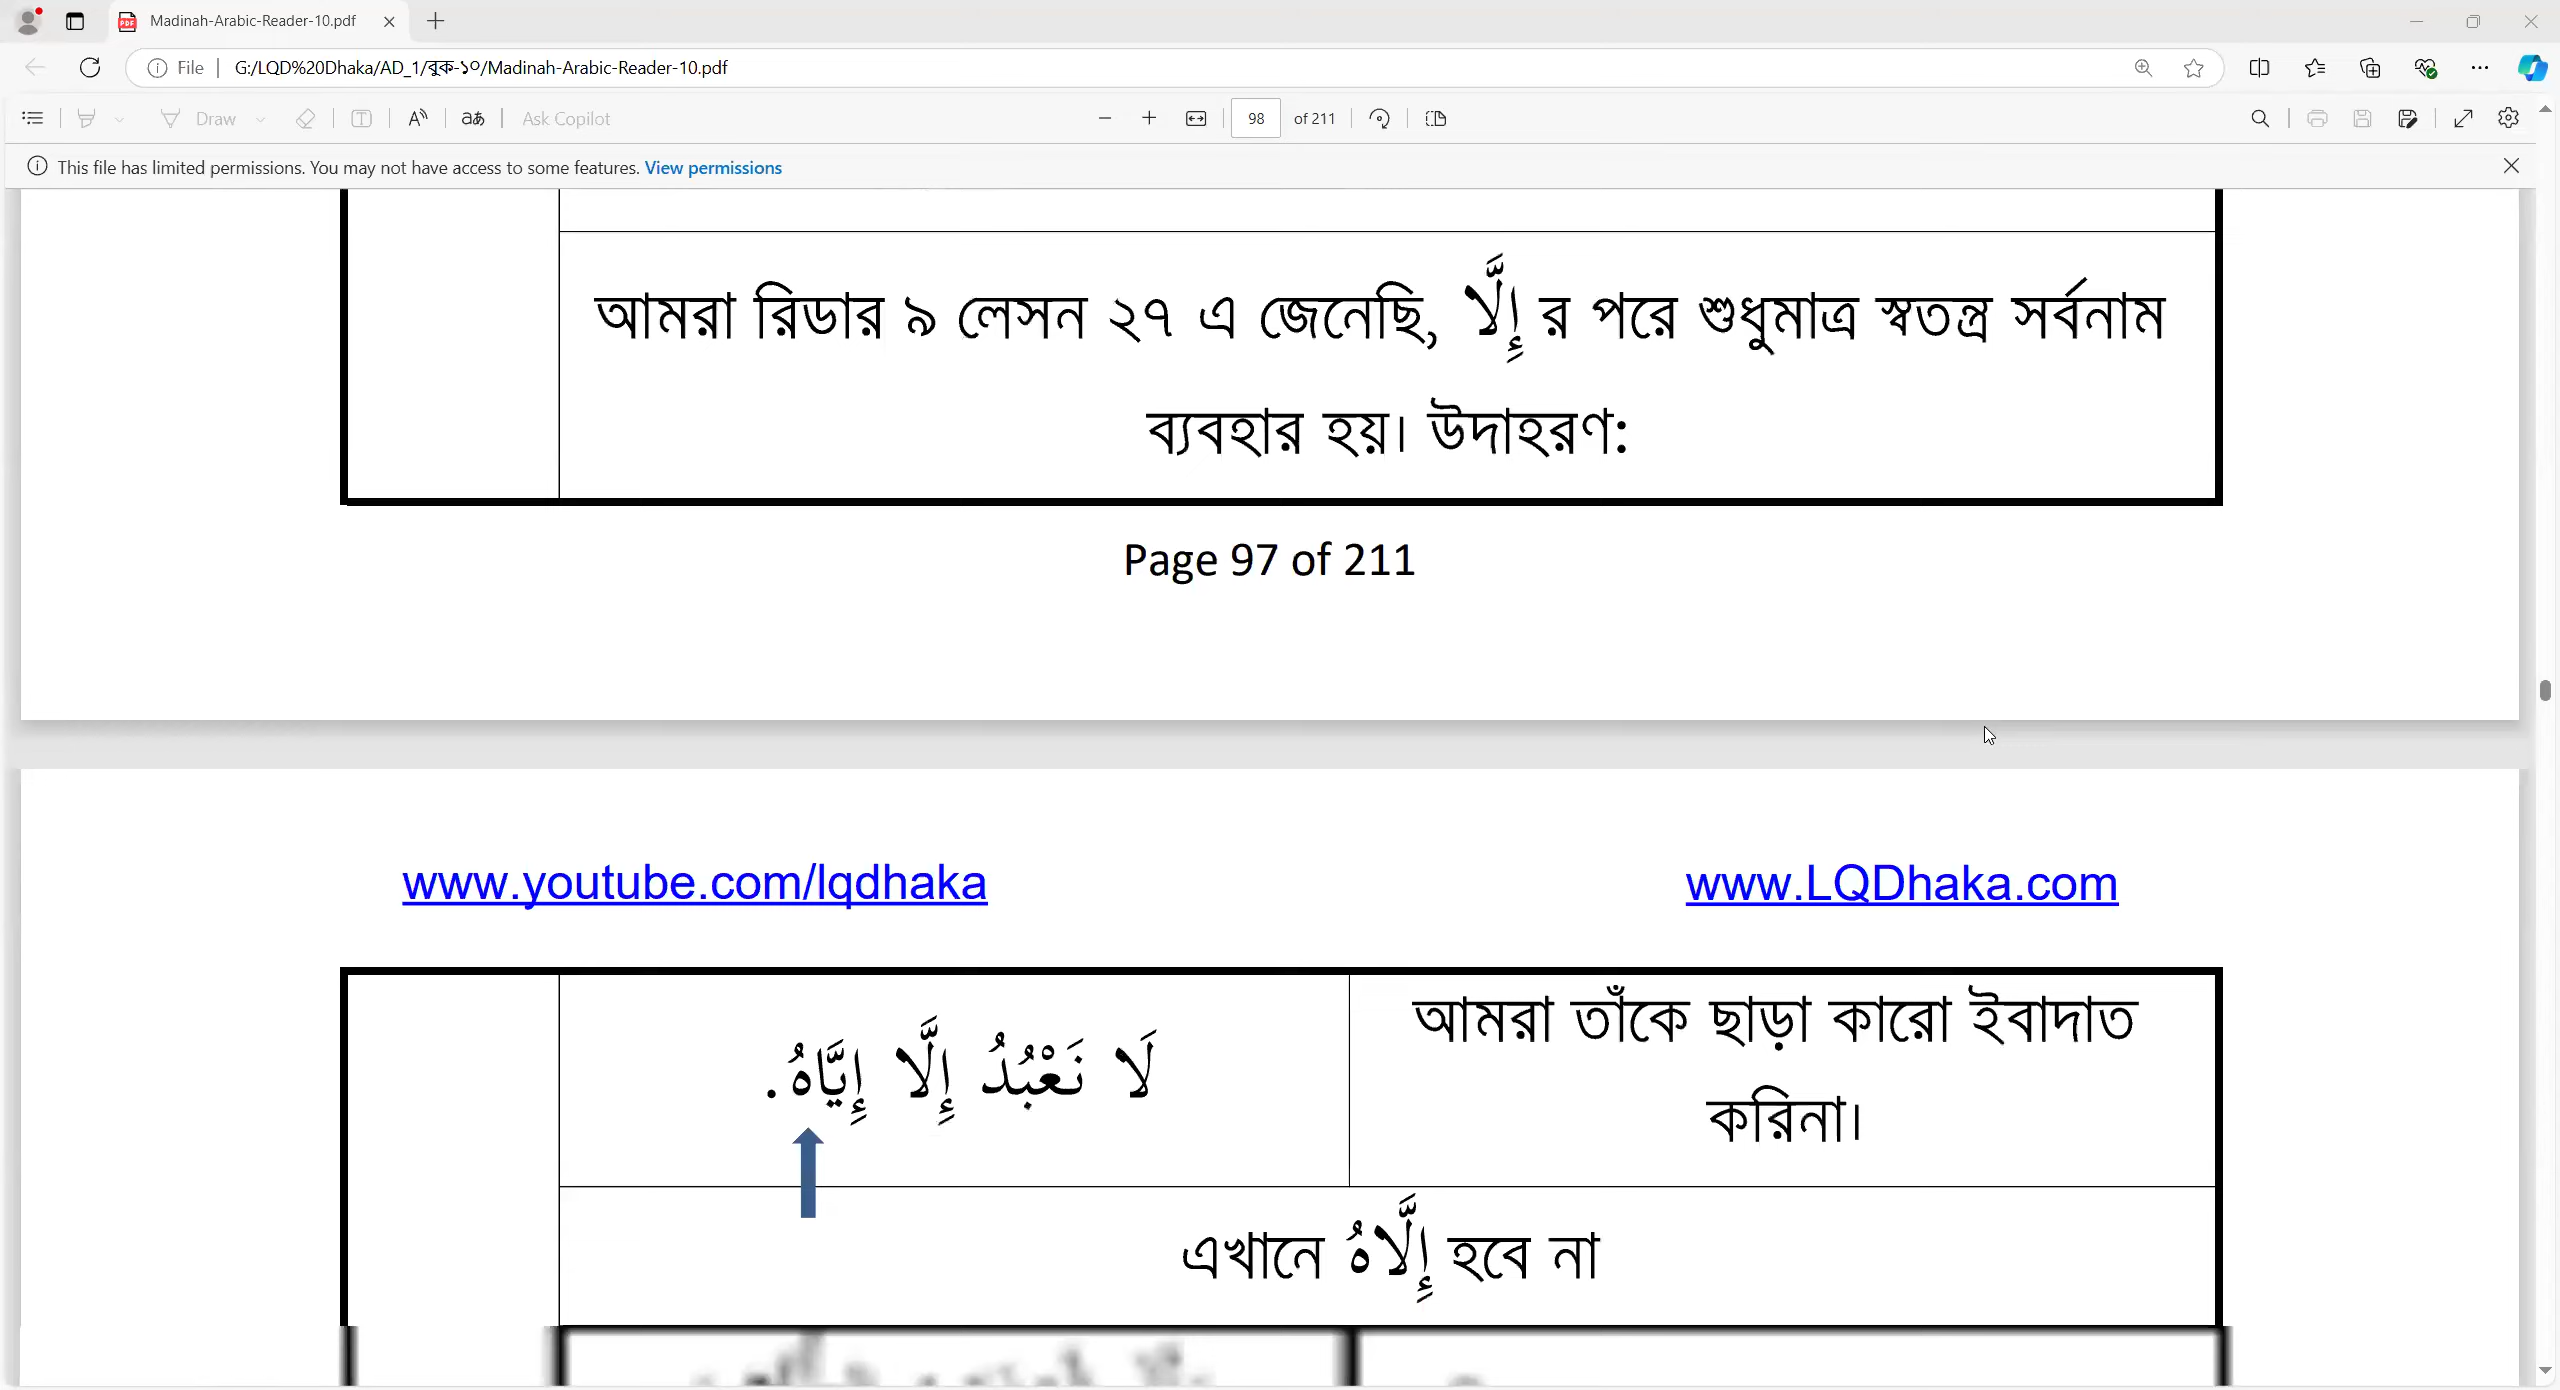 Madinah-Arabic-Reader-10.pdf
File G:/LQD%20Dhaka/AD_1/বুক-১০/Madinah-Arabic-Reader-10.pdf
Draw aあ Ask Copilot 98 of 211
This file has limited permissions. You may not have access to some features. View permissions
আমরা রিডার ৯ লেসন ২৭ এ জেনেছি, إِلَّا র পরে শুধুমাত্র স্বতন্ত্র সর্বনাম
ব্যবহার হয়। উদাহরণ:
Page 97 of 211
www.youtube.com/lqdhaka www.LQDhaka.com
لَا نَعْبُدُ إِلَّا إِيَّاهُ.
আমরা তাঁকে ছাড়া কারো ইবাদাত
করিনা।
এখানে إِلَّاهُ হবে না